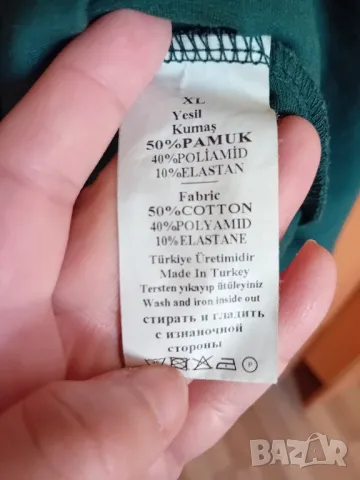 XL
Yesil
Kumaş
50%PAMUK
40%POLİAMID
10%ELASTAN
Fabric
50%COTTON
40%POLYAMID
10%ELASTANE
Türkiye Üretimidir
Made In Turkey
Tersten yıkayıp ütüleyiniz
Wash and iron inside out
стирать и гладить
с изнаночной
стороны
P
BAZAR.BG